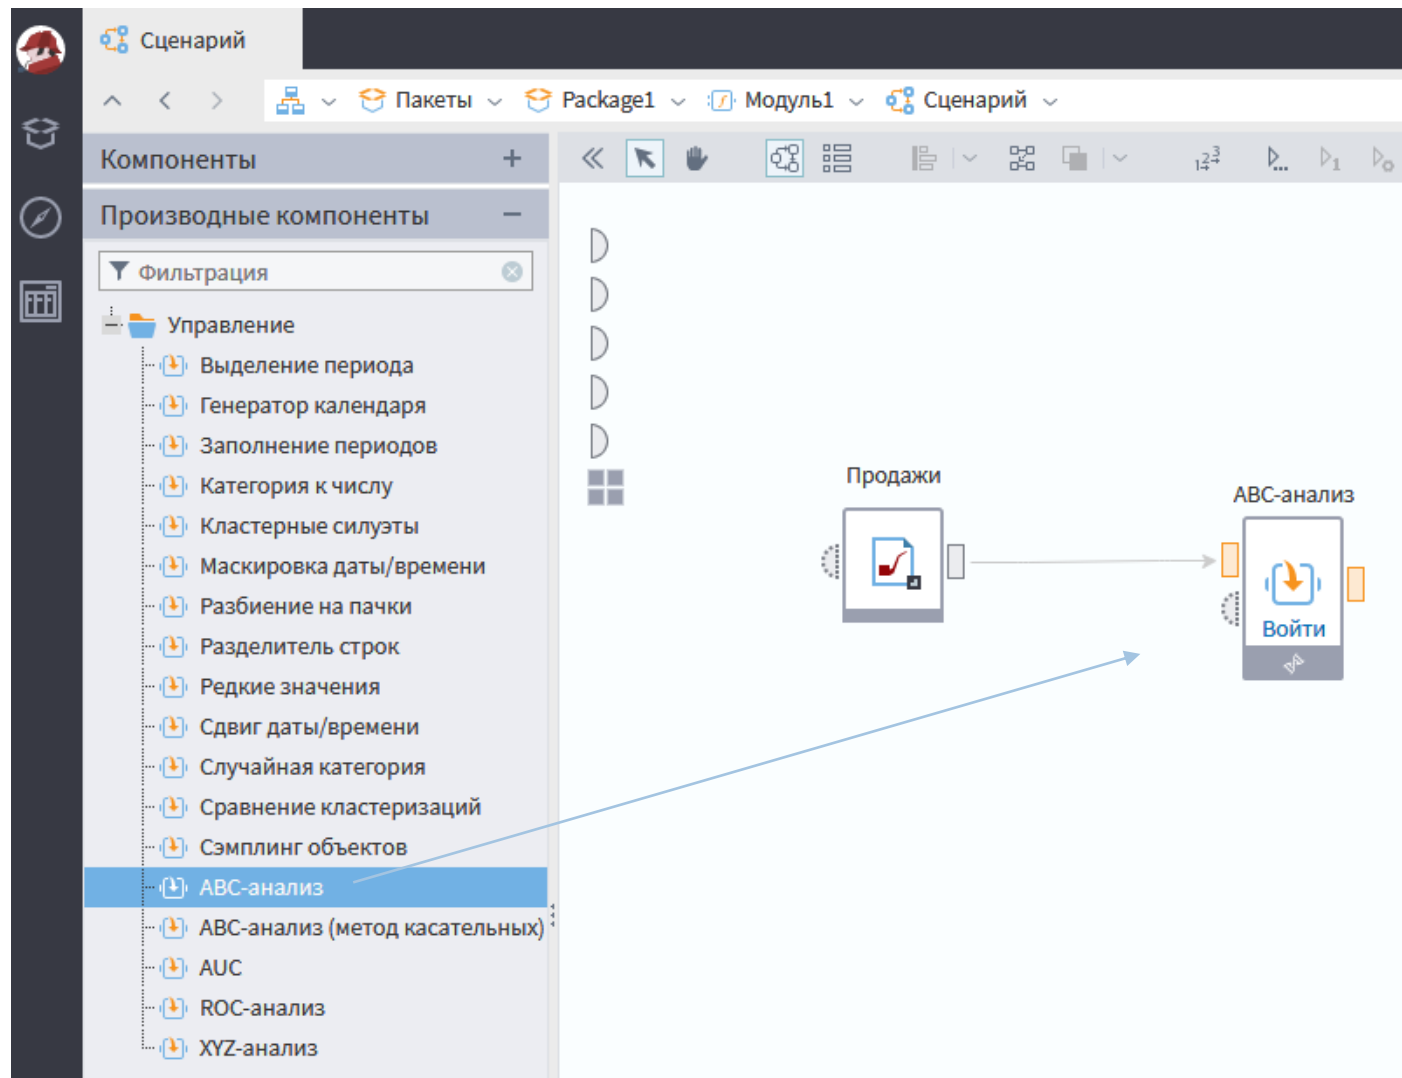 Сценарий
Пакеты Package1 Модуль1 Сценарий
Компоненты
Производные компоненты
Фильтрация
Управление
Выделение периода
Генератор календаря
Заполнение периодов
Категория к числу
Кластерные силуэты
Маскировка даты/времени
Разбиение на пачки
Разделитель строк
Редкие значения
Сдвиг даты/времени
Случайная категория
Сравнение кластеризаций
Сэмплинг объектов
ABC-анализ
ABC-анализ (метод касательных)
AUC
ROC-анализ
XYZ-анализ
Продажи
ABC-анализ
Войти